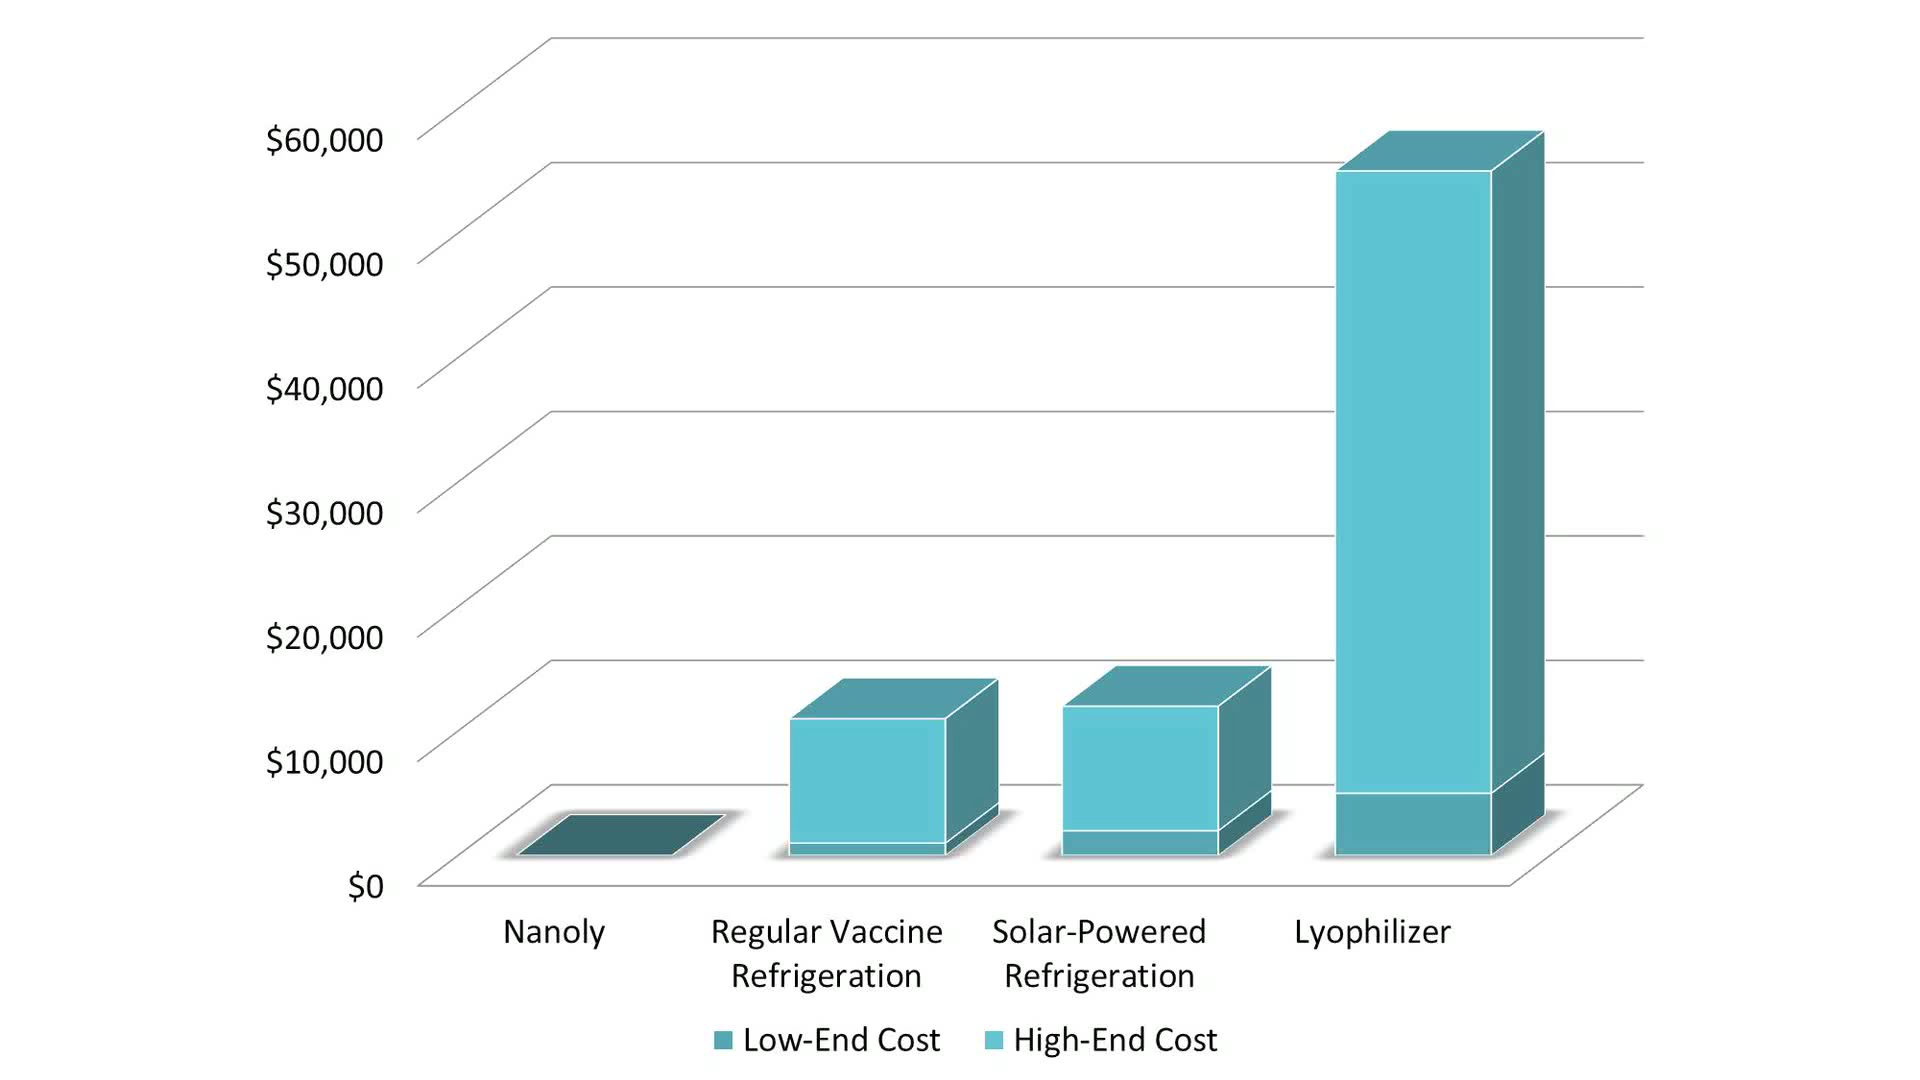 $60,000
$50,000
$40,000
$30,000
$20,000
$10,000
$0
Nanoly
Regular Vaccine
Refrigeration
Solar-Powered
Refrigeration
Lyophilizer
Low-End Cost
High-End Cost